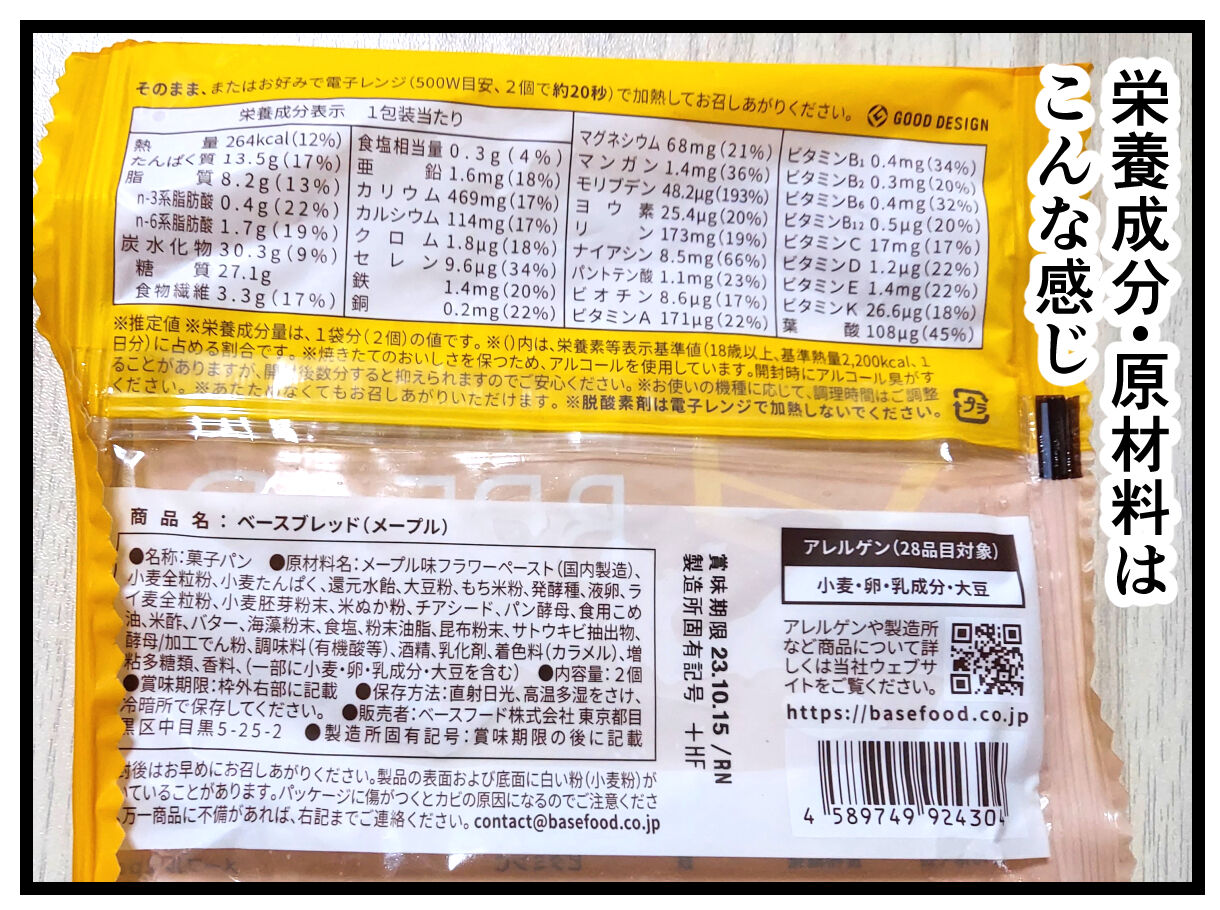 栄養成分・原材料は
こんな感じ
そのまま、またはお好みで電子レンジ(500W目安、2個で約20秒)で加熱してお召しあがりください。
GOOD DESIGN
栄養成分表示 1包装当たり
熱量 264kcal(12%)
たんぱく質 13.5g(17%)
脂質 8.2g(13%)
n-3系脂肪酸 0.4g(22%)
n-6系脂肪酸 1.7g(19%)
炭水化物 30.3g(9%)
糖質 27.1g
食物繊維 3.3g(17%)
食塩相当量 0.3g(4%)
亜鉛 1.6mg(18%)
カリウム 469mg(17%)
カルシウム 114mg(17%)
クロム 1.8μg(18%)
セレン 9.6μg(34%)
鉄 1.4mg(20%)
銅 0.2mg(22%)
マグネシウム 68mg(21%)
マンガン 1.4mg(36%)
モリブデン 48.2μg(193%)
ヨウ素 25.4μg(20%)
リン 173mg(19%)
ナイアシン 8.5mg(66%)
パントテン酸 1.1mg(23%)
ビオチン 8.6μg(17%)
ビタミンA 171μg(22%)
ビタミンB1 0.4mg(34%)
ビタミンB2 0.3mg(20%)
ビタミンB6 0.4mg(32%)
ビタミンB12 0.5μg(20%)
ビタミンC 17mg(17%)
ビタミンD 1.2μg(22%)
ビタミンE 1.4mg(22%)
ビタミンK 26.6μg(18%)
葉酸 108μg(45%)
※推定値 ※栄養成分量は、1袋分(2個)の値です。※()内は、栄養素等表示基準値(18歳以上、基準熱量2,200kcal、1
日分)に占める割合です。※焼きたてのおいしさを保つため、アルコールを使用しています。開封時にアルコール臭がす
ることがありますが、開封後数分すると抑えられますのでご安心ください。※お使いの機種に応じて、調理時間はご調整
ください。※あたためなくてもお召しあがりいただけます。※脱酸素剤は電子レンジで加熱しないでください。
プラ
商品名:ベースブレッド(メープル)
●名称:菓子パン ●原材料名:メープル味フラワーペースト(国内製造)、
小麦全粒粉、小麦たんぱく、還元水飴、大豆粉、もち米粉、発酵種、液卵、ラ
イ麦全粒粉、小麦胚芽粉末、米ぬか粉、チアシード、パン酵母、食用こめ
油、米酢、バター、海藻粉末、食塩、粉末油脂、昆布粉末、サトウキビ抽出物、
酵母/加工でん粉、調味料(有機酸等)、酒精、乳化剤、着色料(カラメル)、増
粘多糖類、香料、(一部に小麦・卵・乳成分・大豆を含む) ●内容量:2個
●賞味期限:枠外右部に記載 ●保存方法:直射日光、高温多湿をさけ、
冷暗所で保存してください。 ●販売者:ベースフード株式会社 東京都目
黒区中目黒5-25-2 ●製造所固有記号:賞味期限の後に記載
封後はお早めにお召しあがりください。製品の表面および底面に白い粉(小麦粉)が
いていることがあります。パッケージに傷がつくとカビの原因になるのでご注意くださ
万一商品に不備があれば、右記までご連絡ください。contact@basefood.co.jp
賞味期限 23.10.15 /RN
製造所固有記号 +HF
アレルゲン(28品目対象)
小麦・卵・乳成分・大豆
アレルゲンや製造所
など商品について詳
しくは当社ウェブサ
イトをご覧ください。
https://basefood.co.jp
4 589749 924304